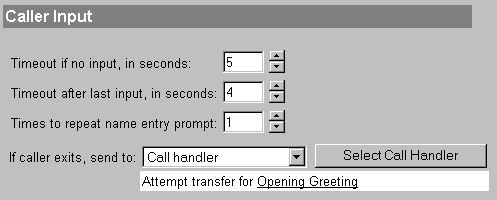 Caller Input
Timeout if no input, in seconds: 5
Timeout after last input, in seconds: 4
Times to repeat name entry prompt: 1
If caller exits, send to: Call handler Select Call Handler
Attempt transfer for Opening Greeting